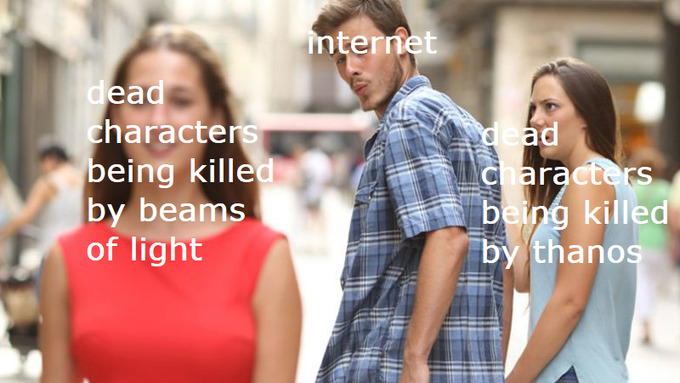 internet
dead
characters
being killed
by beams
of light
dead
characters
being killed
by thanos